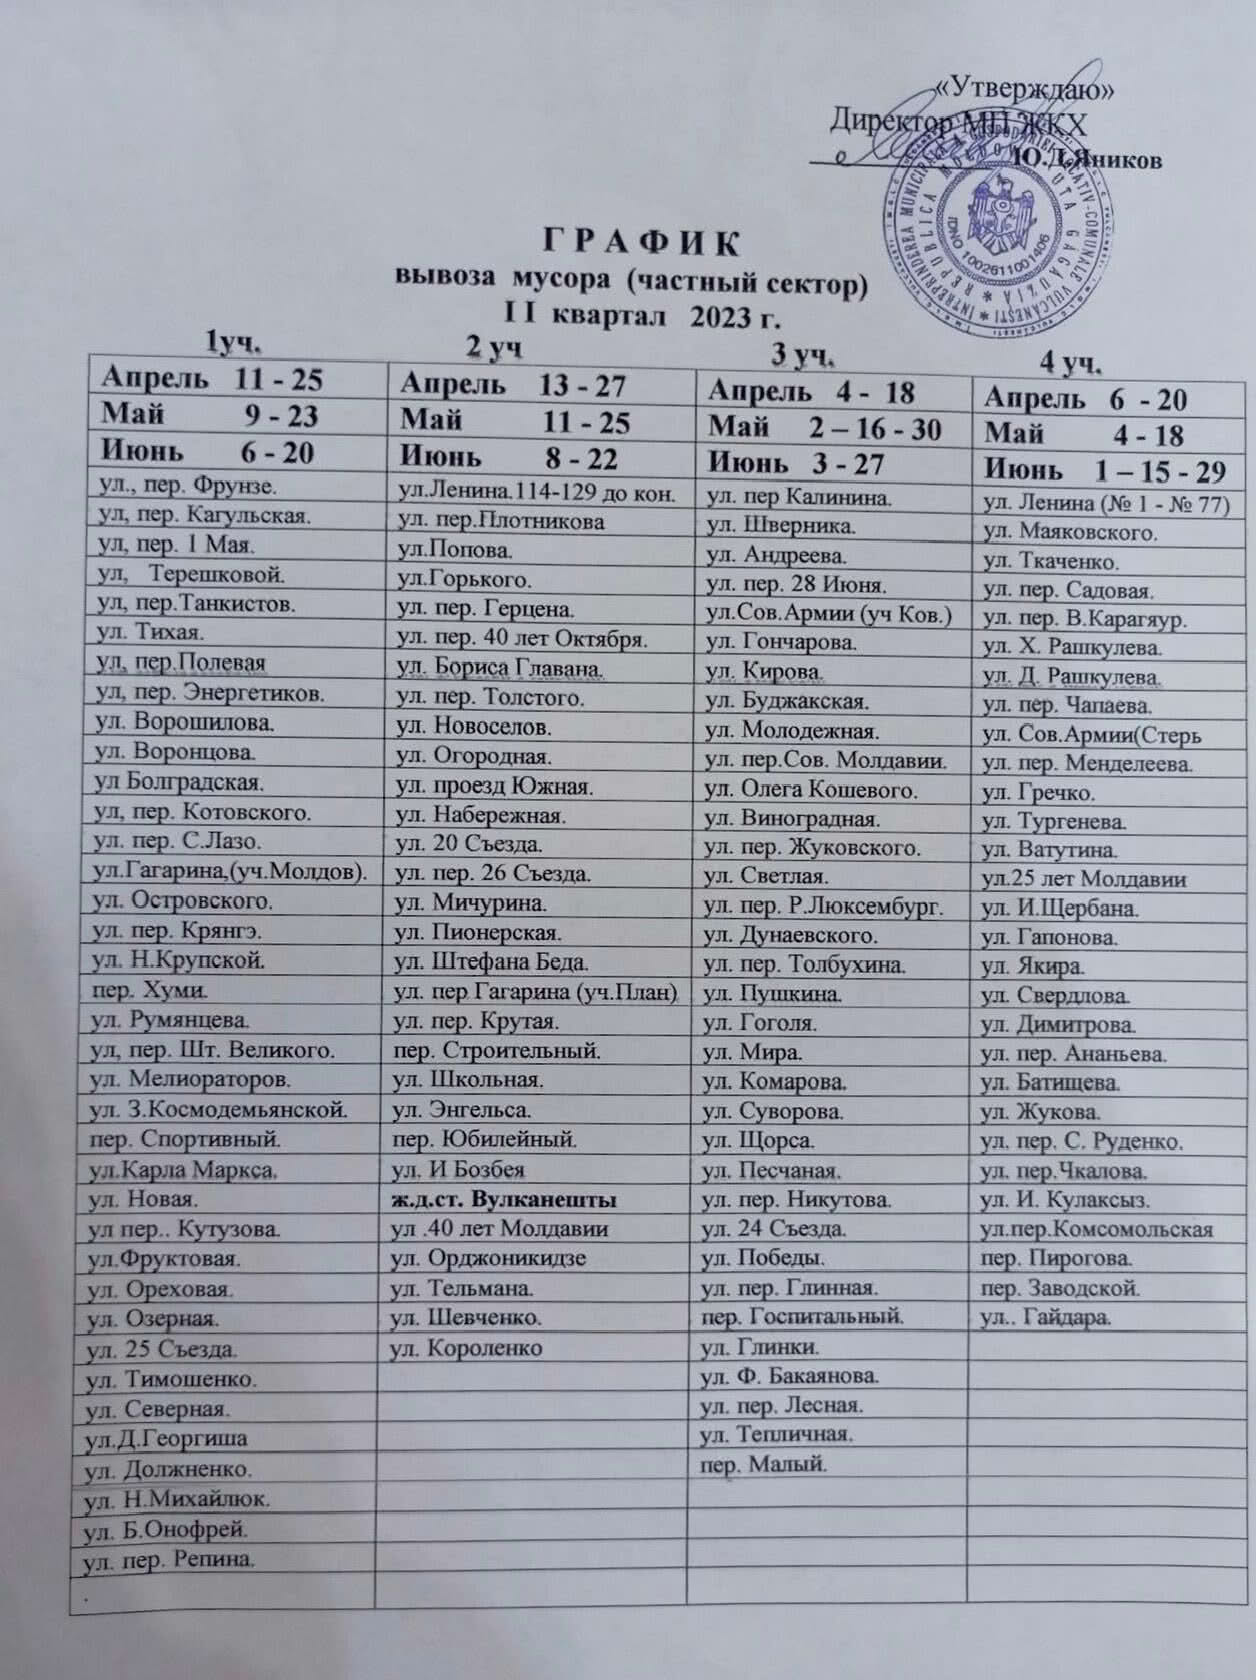 «Утверждаю»
Директор МП ЖКХ
Ю.Д.Яников
INTREPRINDEREA MUNICIPALĂ A GOSPODĂRIEI LOCATIV-COMUNALE VULCĂNEȘTI
REPUBLICA MOLDOVA UTA GAGAUZIA
IDNO 1002611001406
Г Р А Ф И К
вывоза мусора (частный сектор)
I I квартал 2023 г.
1уч. 2 уч 3 уч. 4 уч.
Апрель 11 - 25 Апрель 13 - 27 Апрель 4 - 18 Апрель 6 - 20
Май 9 - 23 Май 11 - 25 Май 2 – 16 - 30 Май 4 - 18
Июнь 6 - 20 Июнь 8 - 22 Июнь 3 - 27 Июнь 1 – 15 - 29
ул., пер. Фрунзе. ул.Ленина.114-129 до кон. ул. пер Калинина. ул. Ленина (№ 1 - № 77)
ул, пер. Кагульская. ул. пер.Плотникова ул. Шверника. ул. Маяковского.
ул, пер. 1 Мая. ул.Попова. ул. Андреева. ул. Ткаченко.
ул, Терешковой. ул.Горького. ул. пер. 28 Июня. ул. пер. Садовая.
ул, пер.Танкистов. ул. пер. Герцена. ул.Сов.Армии (уч Ков.) ул. пер. В.Карагяур.
ул. Тихая. ул. пер. 40 лет Октября. ул. Гончарова. ул. Х. Рашкулева.
ул, пер.Полевая ул. Бориса Главана. ул. Кирова. ул. Д. Рашкулева.
ул, пер. Энергетиков. ул. пер. Толстого. ул. Буджакская. ул. пер. Чапаева.
ул. Ворошилова. ул. Новоселов. ул. Молодежная. ул. Сов.Армии(Стерь
ул. Воронцова. ул. Огородная. ул. пер.Сов. Молдавии. ул. пер. Менделеева.
ул Болградская. ул. проезд Южная. ул. Олега Кошевого. ул. Гречко.
ул, пер. Котовского. ул. Набережная. ул. Виноградная. ул. Тургенева.
ул. пер. С.Лазо. ул. 20 Съезда. ул. пер. Жуковского. ул. Ватутина.
ул.Гагарина,(уч.Молдов). ул. пер. 26 Съезда. ул. Светлая. ул.25 лет Молдавии
ул. Островского. ул. Мичурина. ул. пер. Р.Люксембург. ул. И.Щербана.
ул. пер. Крянгэ. ул. Пионерская. ул. Дунаевского. ул. Гапонова.
ул. Н.Крупской. ул. Штефана Беда. ул. пер. Толбухина. ул. Якира.
пер. Хуми. ул. пер Гагарина (уч.План) ул. Пушкина. ул. Свердлова.
ул. Румянцева. ул. пер. Крутая. ул. Гоголя. ул. Димитрова.
ул, пер. Шт. Великого. пер. Строительный. ул. Мира. ул. пер. Ананьева.
ул. Мелиораторов. ул. Школьная. ул. Комарова. ул. Батищева.
ул. З.Космодемьянской. ул. Энгельса. ул. Суворова. ул. Жукова.
пер. Спортивный. пер. Юбилейный. ул. Щорса. ул. пер. С. Руденко.
ул.Карла Маркса. ул. И Бозбея ул. Песчаная. ул. пер.Чкалова.
ул. Новая. ж.д.ст. Вулканешты ул. пер. Никутова. ул. И. Кулаксыз.
ул пер.. Кутузова. ул .40 лет Молдавии ул. 24 Съезда. ул.пер.Комсомольская
ул.Фруктовая. ул. Орджоникидзе ул. Победы. пер. Пирогова.
ул. Ореховая. ул. Тельмана. ул. пер. Глинная. пер. Заводской.
ул. Озерная. ул. Шевченко. пер. Госпитальный. ул.. Гайдара.
ул. 25 Съезда. ул. Короленко ул. Глинки.
ул. Тимошенко. ул. Ф. Бакаянова.
ул. Северная. ул. пер. Лесная.
ул.Д.Георгиша ул. Тепличная.
ул. Должненко. пер. Малый.
ул. Н.Михайлюк.
ул. Б.Онофрей.
ул. пер. Репина.
.